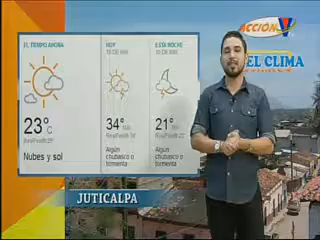 ACCIÓN
EL CLIMA
EL TIEMPO AHORA
23°C
Nubes y sol
HOY
34°
Algún
chubasco o
tormenta
ESTA NOCHE
21°
Algún
chubasco o
tormenta
JUTICALPA